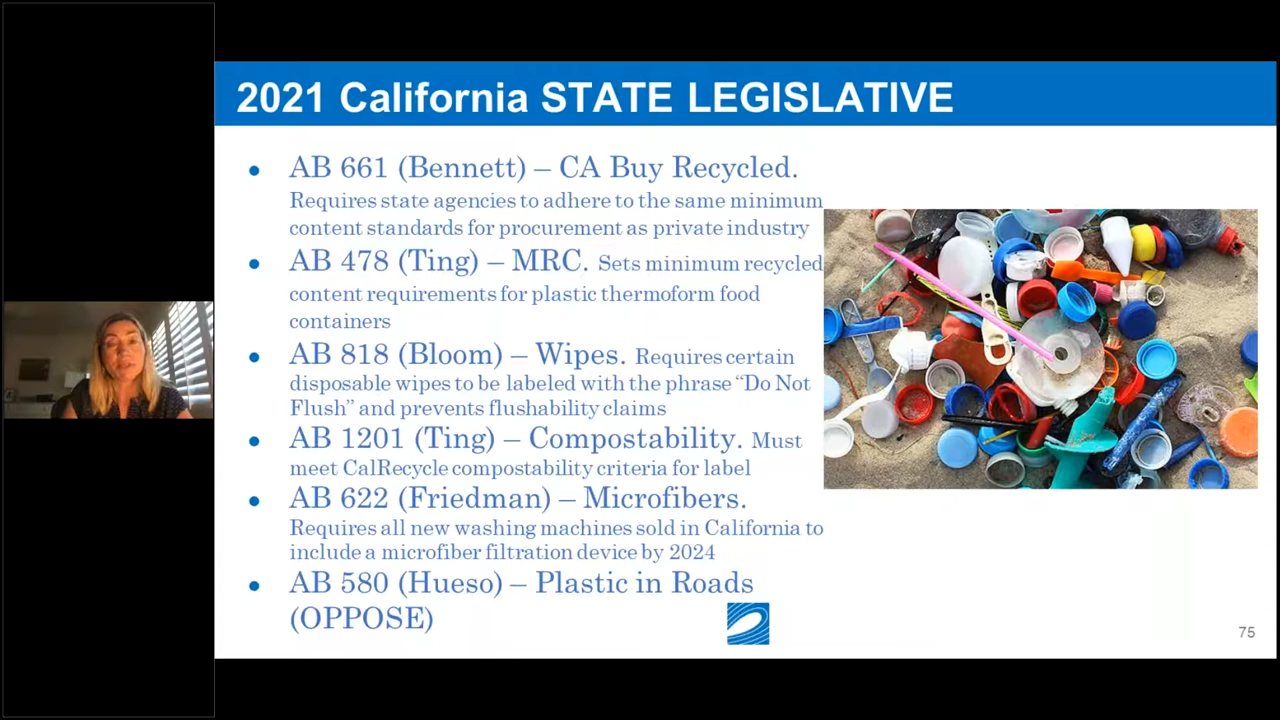 2021 California STATE LEGISLATIVE
• AB 661 (Bennett) – CA Buy Recycled.
Requires state agencies to adhere to the same minimum
content standards for procurement as private industry
• AB 478 (Ting) – MRC. Sets minimum recycled
content requirements for plastic thermoform food
containers
• AB 818 (Bloom) – Wipes. Requires certain
disposable wipes to be labeled with the phrase “Do Not
Flush” and prevents flushability claims
• AB 1201 (Ting) – Compostability. Must
meet CalRecycle compostability criteria for label
• AB 622 (Friedman) – Microfibers.
Requires all new washing machines sold in California to
include a microfiber filtration device by 2024
• AB 580 (Hueso) – Plastic in Roads
(OPPOSE)
75